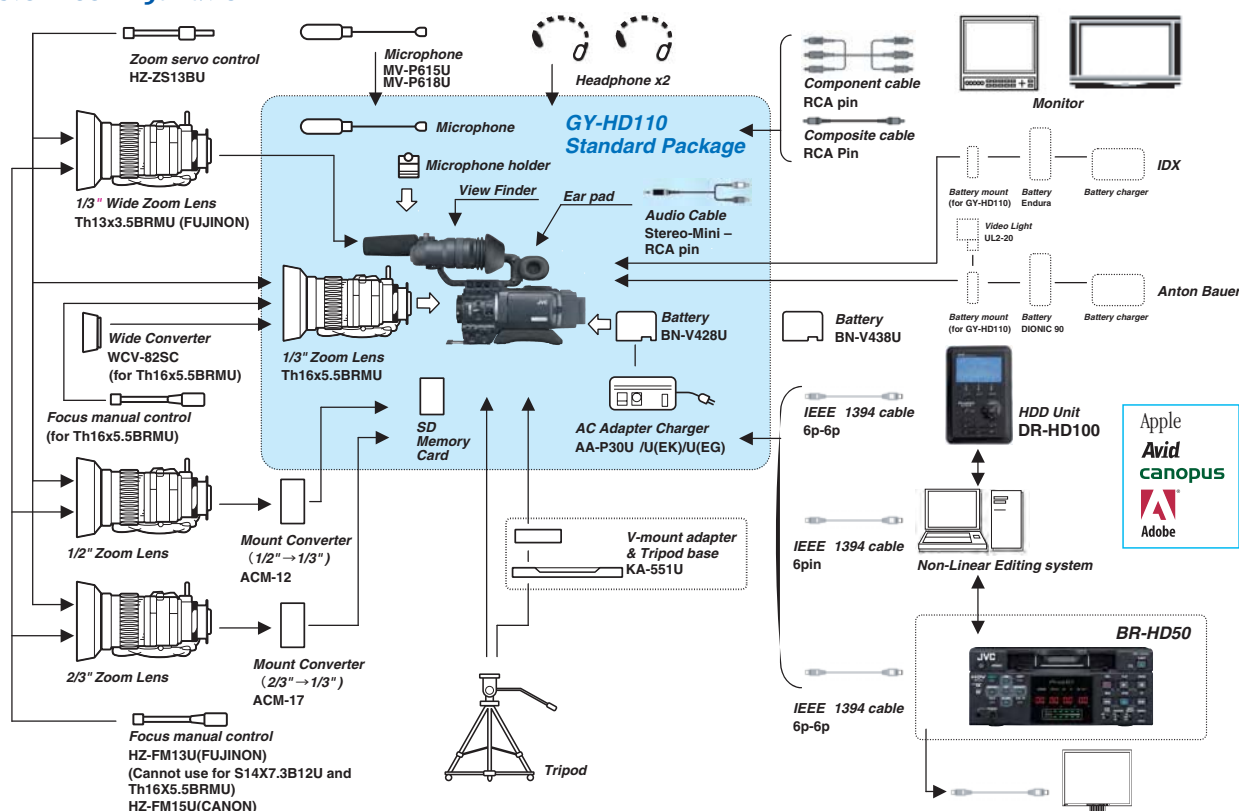 Zoom servo control
HZ-ZS13BU
Microphone
MV-P615U
MV-P618U
Headphone x2
Component cable
RCA pin
Composite cable
RCA Pin
Monitor
GY-HD110
Standard Package
Microphone
Microphone holder
View Finder
Ear pad
Audio Cable
Stereo-Mini –
RCA pin
1/3" Wide Zoom Lens
Th13x3.5BRMU (FUJINON)
Battery mount
(for GY-HD110)
Battery
Endura
Battery charger
IDX
Video Light
UL2-20
Battery mount
(for GY-HD110)
Battery
DIONIC 90
Battery charger
Anton Bauer
JVC
Battery
BN-V428U
Battery
BN-V438U
Wide Converter
WCV-82SC
(for Th16x5.5BRMU)
1/3" Zoom Lens
Th16x5.5BRMU
Focus manual control
(for Th16x5.5BRMU)
SD
Memory
Card
AC Adapter Charger
AA-P30U /U(EK)/U(EG)
IEEE 1394 cable
6p-6p
HDD Unit
DR-HD100
Apple
Avid
canopus
Adobe
1/2" Zoom Lens
Mount Converter
(1/2"→1/3")
ACM-12
V-mount adapter
& Tripod base
KA-551U
IEEE 1394 cable
6pin
Non-Linear Editing system
2/3" Zoom Lens
Mount Converter
(2/3"→1/3")
ACM-17
BR-HD50
JVC
IEEE 1394 cable
6p-6p
Focus manual control
HZ-FM13U(FUJINON)
(Cannot use for S14X7.3B12U and
Th16X5.5BRMU)
HZ-FM15U(CANON)
Tripod